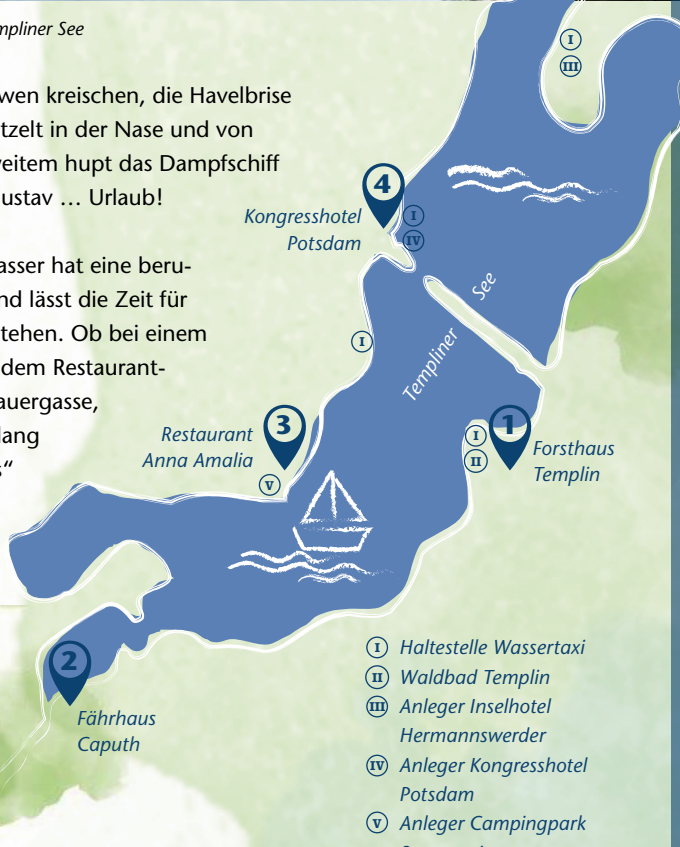 mpliner See
wen kreischen, die Havelbrise
tzelt in der Nase und von
weitem hupt das Dampfschiff
ustav … Urlaub!
asser hat eine beru-
nd lässt die Zeit für
tehen. Ob bei einem
dem Restaurant-
auergasse,
lang
“
I
III
4
Kongresshotel
Potsdam
I
IV
Templiner See
I
3
Restaurant
Anna Amalia
V
1
I
II
Forsthaus
Templin
2
Fährhaus
Caputh
I Haltestelle Wassertaxi
II Waldbad Templin
III Anleger Inselhotel
Hermannswerder
IV Anleger Kongresshotel
Potsdam
V Anleger Campingpark